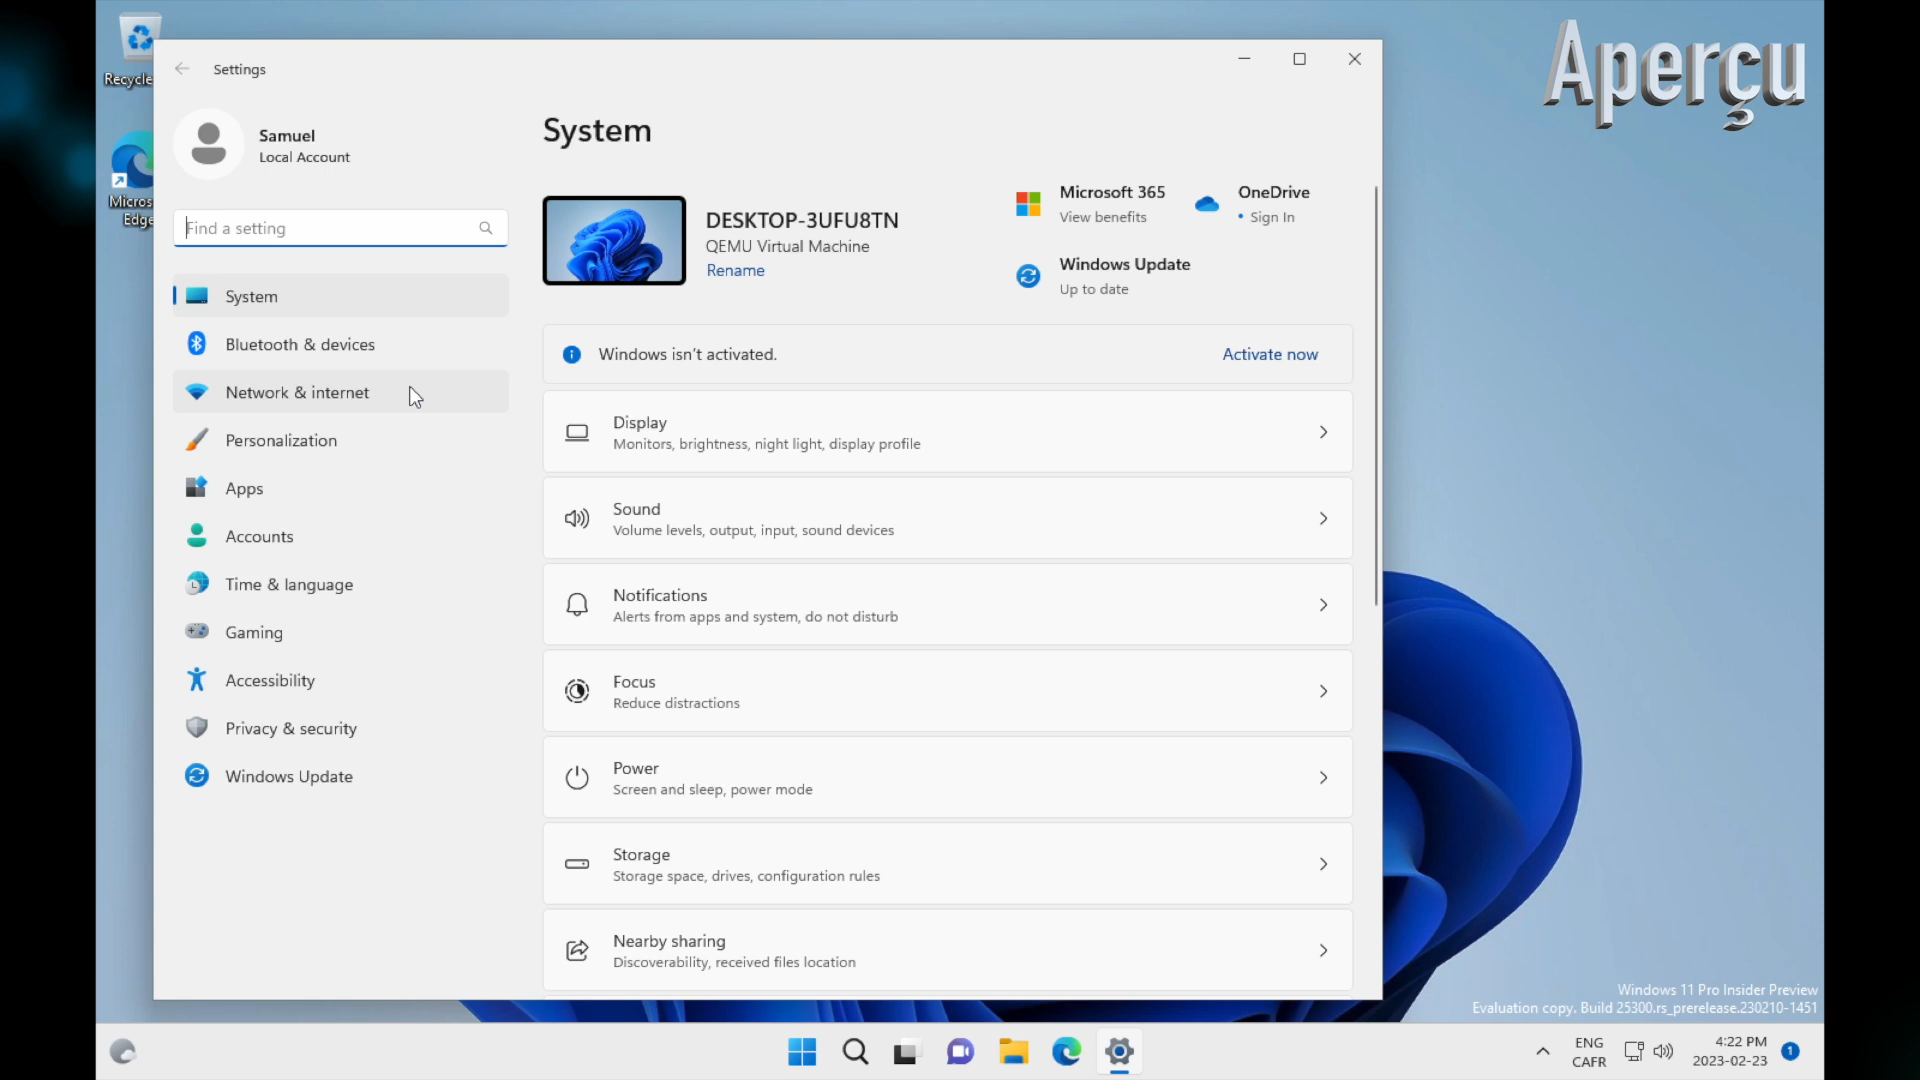 Aperçu
Recycle
Micros
Edge
Settings
Samuel
Local Account
Find a setting
System
Bluetooth & devices
Network & internet
Personalization
Apps
Accounts
Time & language
Gaming
Accessibility
Privacy & security
Windows Update
System
DESKTOP-3UFU8TN
QEMU Virtual Machine
Rename
Microsoft 365
View benefits
OneDrive
• Sign In
Windows Update
Up to date
Windows isn't activated.
Activate now
Display
Monitors, brightness, night light, display profile
Sound
Volume levels, output, input, sound devices
Notifications
Alerts from apps and system, do not disturb
Focus
Reduce distractions
Power
Screen and sleep, power mode
Storage
Storage space, drives, configuration rules
Nearby sharing
Discoverability, received files location
Windows 11 Pro Insider Preview
Evaluation copy. Build 25300.rs_prerelease.230210-1451
ENG
CAFR
4:22 PM
2023-02-23
1